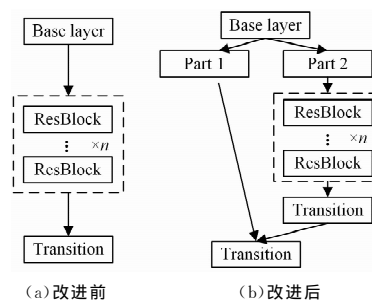 Base layer
ResBlock
⋮ ×n
ResBlock
Transition
(a)改进前
Base layer
Part 1
Part 2
ResBlock
⋮ ×n
ResBlock
Transition
Transition
(b)改进后